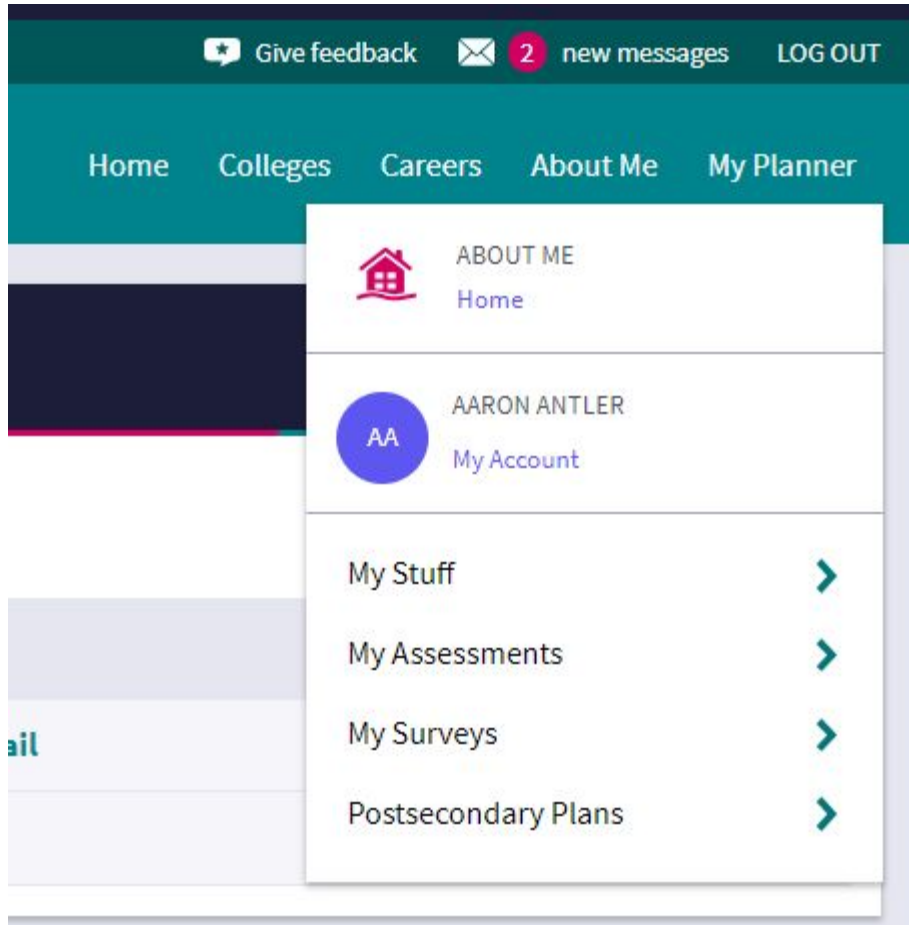 Give feedback 2 new messages LOG OUT
Home Colleges Careers About Me My Planner
ABOUT ME
Home
AARON ANTLER
AA
My Account
My Stuff
My Assessments
My Surveys
ail
Postsecondary Plans